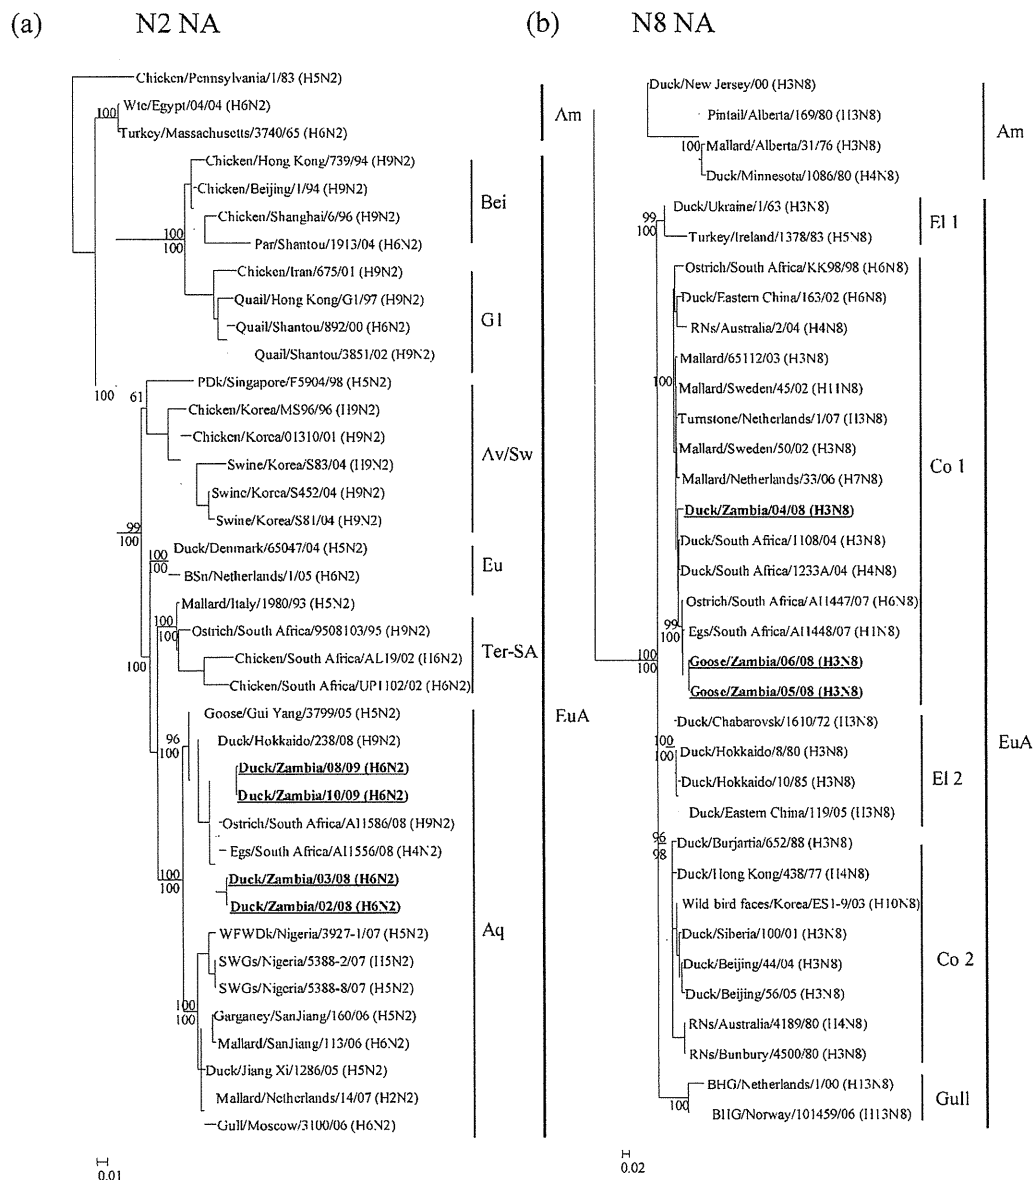 (a) N2 NA
Chicken/Pennsylvania/1/83 (H5N2)
100
Wte/Egypt/04/04 (H6N2)
Turkey/Massachusetts/3740/65 (H6N2)
Am
Chicken/Hong Kong/739/94 (H9N2)
Chicken/Beijing/1/94 (H9N2)
Chicken/Shanghai/6/96 (H9N2)
Par/Shantou/1913/04 (H6N2)
Bei
100
100
Chicken/Iran/675/01 (H9N2)
Quail/Hong Kong/G1/97 (H9N2)
Quail/Shantou/892/00 (H6N2)
Quail/Shantou/3851/02 (H9N2)
G1
100
61
PDk/Singapore/F5904/98 (H5N2)
Chicken/Korea/MS96/96 (H9N2)
Chicken/Korea/01310/01 (H9N2)
Swine/Korea/S83/04 (H9N2)
Swine/Korea/S452/04 (H9N2)
Swine/Korea/S81/04 (H9N2)
Av/Sw
99
100
Duck/Denmark/65047/04 (H5N2)
100
100
BSn/Netherlands/1/05 (H6N2)
Eu
Mallard/Italy/1980/93 (H5N2)
100
100
Ostrich/South Africa/9508103/95 (H9N2)
Chicken/South Africa/AL19/02 (H6N2)
Chicken/South Africa/UP1102/02 (H6N2)
Ter-SA
100
Goose/Gui Yang/3799/05 (H5N2)
96
100
Duck/Hokkaido/238/08 (H9N2)
Duck/Zambia/08/09 (H6N2)
Duck/Zambia/10/09 (H6N2)
Ostrich/South Africa/AI1586/08 (H9N2)
Egs/South Africa/AI1556/08 (H4N2)
100
100
Duck/Zambia/03/08 (H6N2)
Duck/Zambia/02/08 (H6N2)
WFWDk/Nigeria/3927-1/07 (H5N2)
SWGs/Nigeria/5388-2/07 (H5N2)
SWGs/Nigeria/5388-8/07 (H5N2)
100
100
Garganey/SanJiang/160/06 (H5N2)
Mallard/SanJiang/113/06 (H6N2)
Duck/Jiang Xi/1286/05 (H5N2)
Mallard/Netherlands/14/07 (H2N2)
Gull/Moscow/3100/06 (H6N2)
Aq
EuA
0.01
(b) N8 NA
Duck/New Jersey/00 (H3N8)
Pintail/Alberta/169/80 (H3N8)
100
Mallard/Alberta/31/76 (H3N8)
Duck/Minnesota/1086/80 (H4N8)
Am
Duck/Ukraine/1/63 (H3N8)
99
100
Turkey/Ireland/1378/83 (H5N8)
El 1
Ostrich/South Africa/KK98/98 (H6N8)
Duck/Eastern China/163/02 (H6N8)
RNs/Australia/2/04 (H4N8)
Mallard/65112/03 (H3N8)
100
Mallard/Sweden/45/02 (H11N8)
Turnstone/Netherlands/1/07 (H3N8)
Mallard/Sweden/50/02 (H3N8)
Mallard/Netherlands/33/06 (H7N8)
Duck/Zambia/04/08 (H3N8)
Duck/South Africa/1108/04 (H3N8)
Duck/South Africa/1233A/04 (H4N8)
Ostrich/South Africa/AI1447/07 (H6N8)
99
100
Egs/South Africa/AI1448/07 (H1N8)
Goose/Zambia/06/08 (H3N8)
Goose/Zambia/05/08 (H3N8)
Co 1
100
100
Duck/Chabarovsk/1610/72 (H3N8)
100
100
Duck/Hokkaido/8/80 (H3N8)
Duck/Hokkaido/10/85 (H3N8)
Duck/Eastern China/119/05 (H3N8)
El 2
96
98
Duck/Burjartia/652/88 (H3N8)
Duck/Hong Kong/438/77 (H4N8)
Wild bird faces/Korea/ES1-9/03 (H10N8)
Duck/Siberia/100/01 (H3N8)
Duck/Beijing/44/04 (H3N8)
Duck/Beijing/56/05 (H3N8)
RNs/Australia/4189/80 (H4N8)
RNs/Bunbury/4500/80 (H3N8)
Co 2
BHG/Netherlands/1/00 (H13N8)
100
BHG/Norway/101459/06 (H13N8)
Gull
EuA
0.02